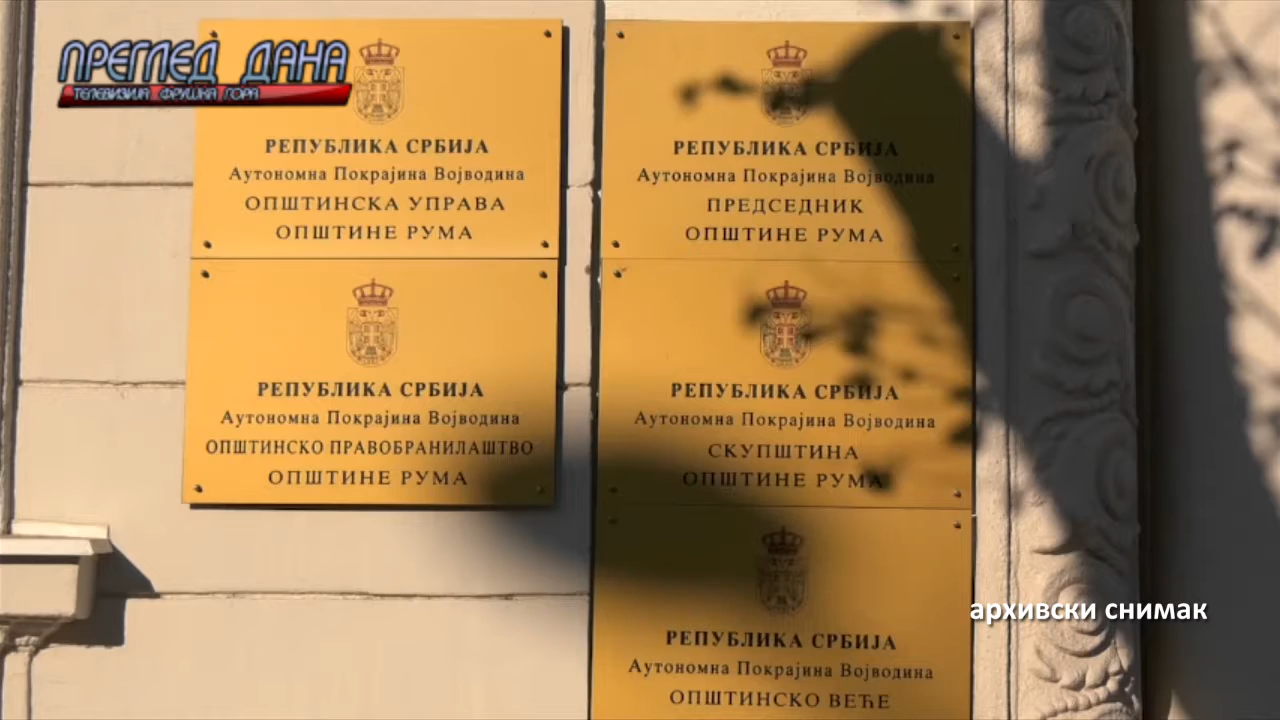 ПРЕГЛЕД ДАНА
ТЕЛЕВИЗИЈА ФРУШКА ГОРА
РЕПУБЛИКА СРБИЈА
Аутономна Покрајина Војводина
ОПШТИНСКА УПРАВА
ОПШТИНЕ РУМА
РЕПУБЛИКА СРБИЈА
Аутономна Покрајина Војводина
ОПШТИНСКО ПРАВОБРАНИЛАШТВО
ОПШТИНЕ РУМА
РЕПУБЛИКА СРБИЈА
Аутономна Покрајина Војводина
ПРЕДСЕДНИК
ОПШТИНЕ РУМА
РЕПУБЛИКА СРБИЈА
Аутономна Покрајина Војводина
СКУПШТИНА
ОПШТИНЕ РУМА
РЕПУБЛИКА СРБИЈА
Аутономна Покрајина Војводина
ОПШТИНСКО ВЕЋЕ
архивски снимак